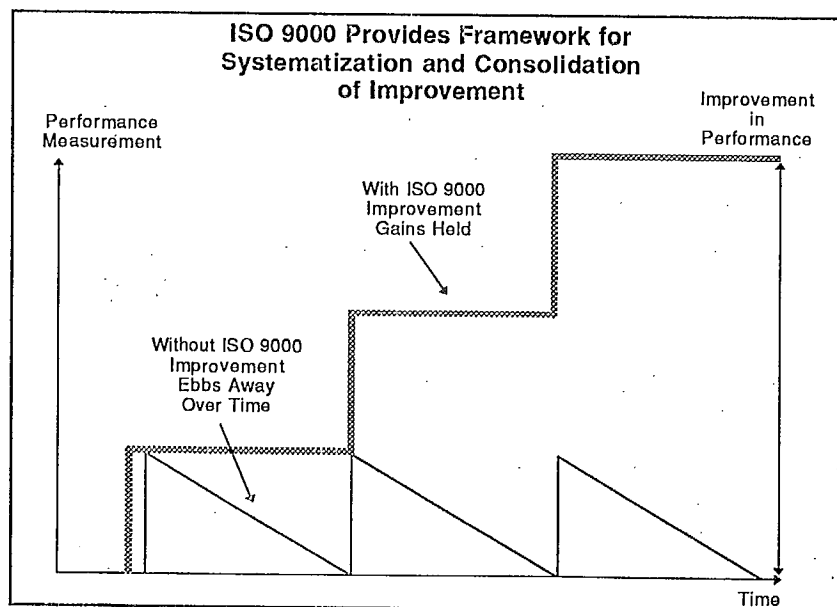 ISO 9000 Provides Framework for
Systematization and Consolidation
of Improvement
Performance
Measurement
Improvement
in
Performance
With ISO 9000
Improvement
Gains Held
Without ISO 9000
Improvement
Ebbs Away
Over Time
Time